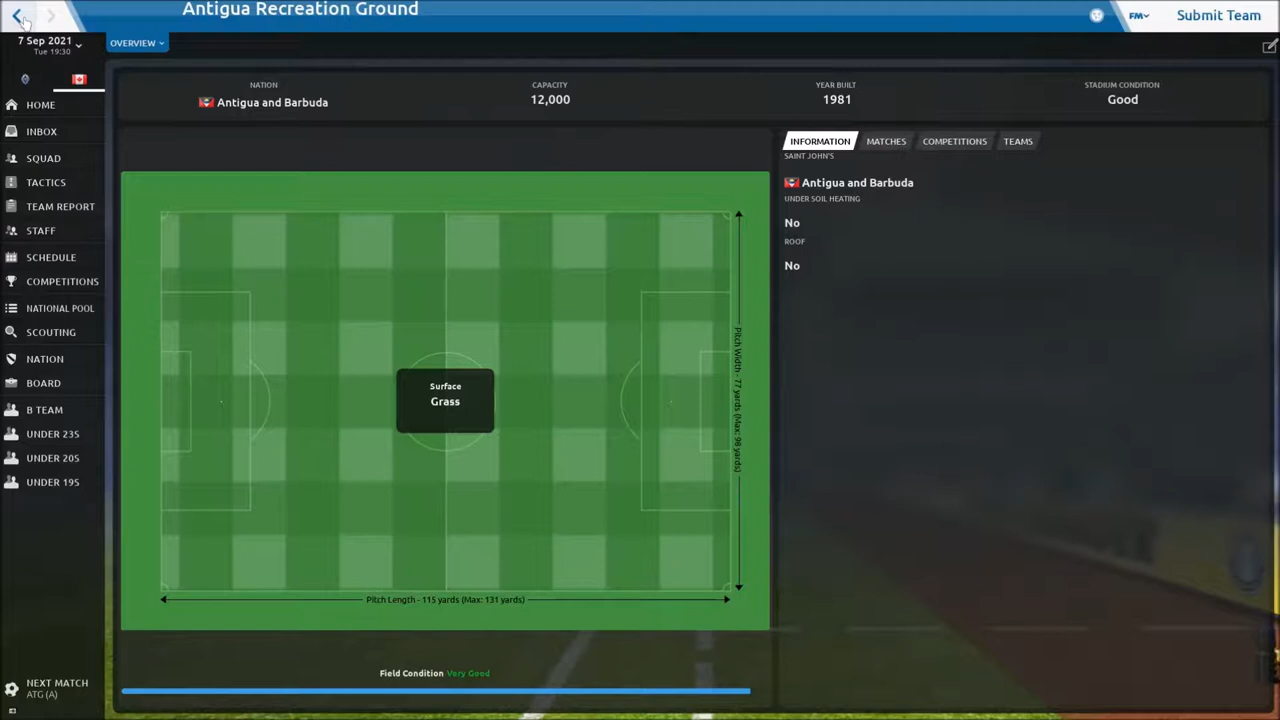 Antigua Recreation Ground
FM
Submit Team
7 Sep 2021
Tue 19:30
OVERVIEW
NATION
Antigua and Barbuda
CAPACITY
12,000
YEAR BUILT
1981
STADIUM CONDITION
Good
HOME
INBOX
SQUAD
TACTICS
TEAM REPORT
STAFF
SCHEDULE
COMPETITIONS
NATIONAL POOL
SCOUTING
NATION
BOARD
B TEAM
UNDER 23S
UNDER 20S
UNDER 19S
NEXT MATCH
ATG (A)
Surface
Grass
Pitch Width - 77 yards (Max: 98 yards)
Pitch Length - 115 yards (Max: 131 yards)
Field Condition Very Good
INFORMATION MATCHES COMPETITIONS TEAMS
SAINT JOHN'S
Antigua and Barbuda
UNDER SOIL HEATING
No
ROOF
No